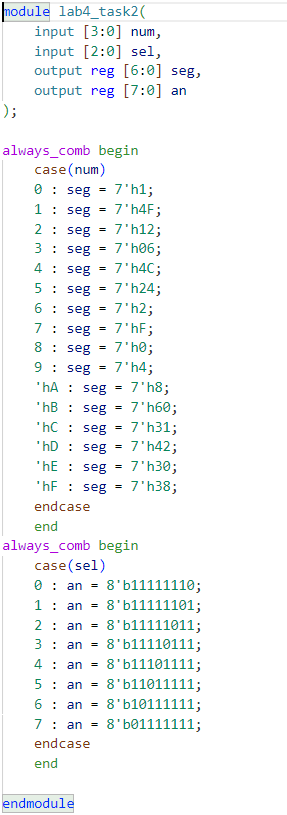 module lab4_task2(
    input [3:0] num,
    input [2:0] sel,
    output reg [6:0] seg,
    output reg [7:0] an
);
always_comb begin
    case(num)
    0 : seg = 7'h1;
    1 : seg = 7'h4F;
    2 : seg = 7'h12;
    3 : seg = 7'h06;
    4 : seg = 7'h4C;
    5 : seg = 7'h24;
    6 : seg = 7'h2;
    7 : seg = 7'hF;
    8 : seg = 7'h0;
    9 : seg = 7'h4;
    'hA : seg = 7'h8;
    'hB : seg = 7'h60;
    'hC : seg = 7'h31;
    'hD : seg = 7'h42;
    'hE : seg = 7'h30;
    'hF : seg = 7'h38;
    endcase
    end
always_comb begin
    case(sel)
    0 : an = 8'b11111110;
    1 : an = 8'b11111101;
    2 : an = 8'b11111011;
    3 : an = 8'b11110111;
    4 : an = 8'b11101111;
    5 : an = 8'b11011111;
    6 : an = 8'b10111111;
    7 : an = 8'b01111111;
    endcase
    end
endmodule